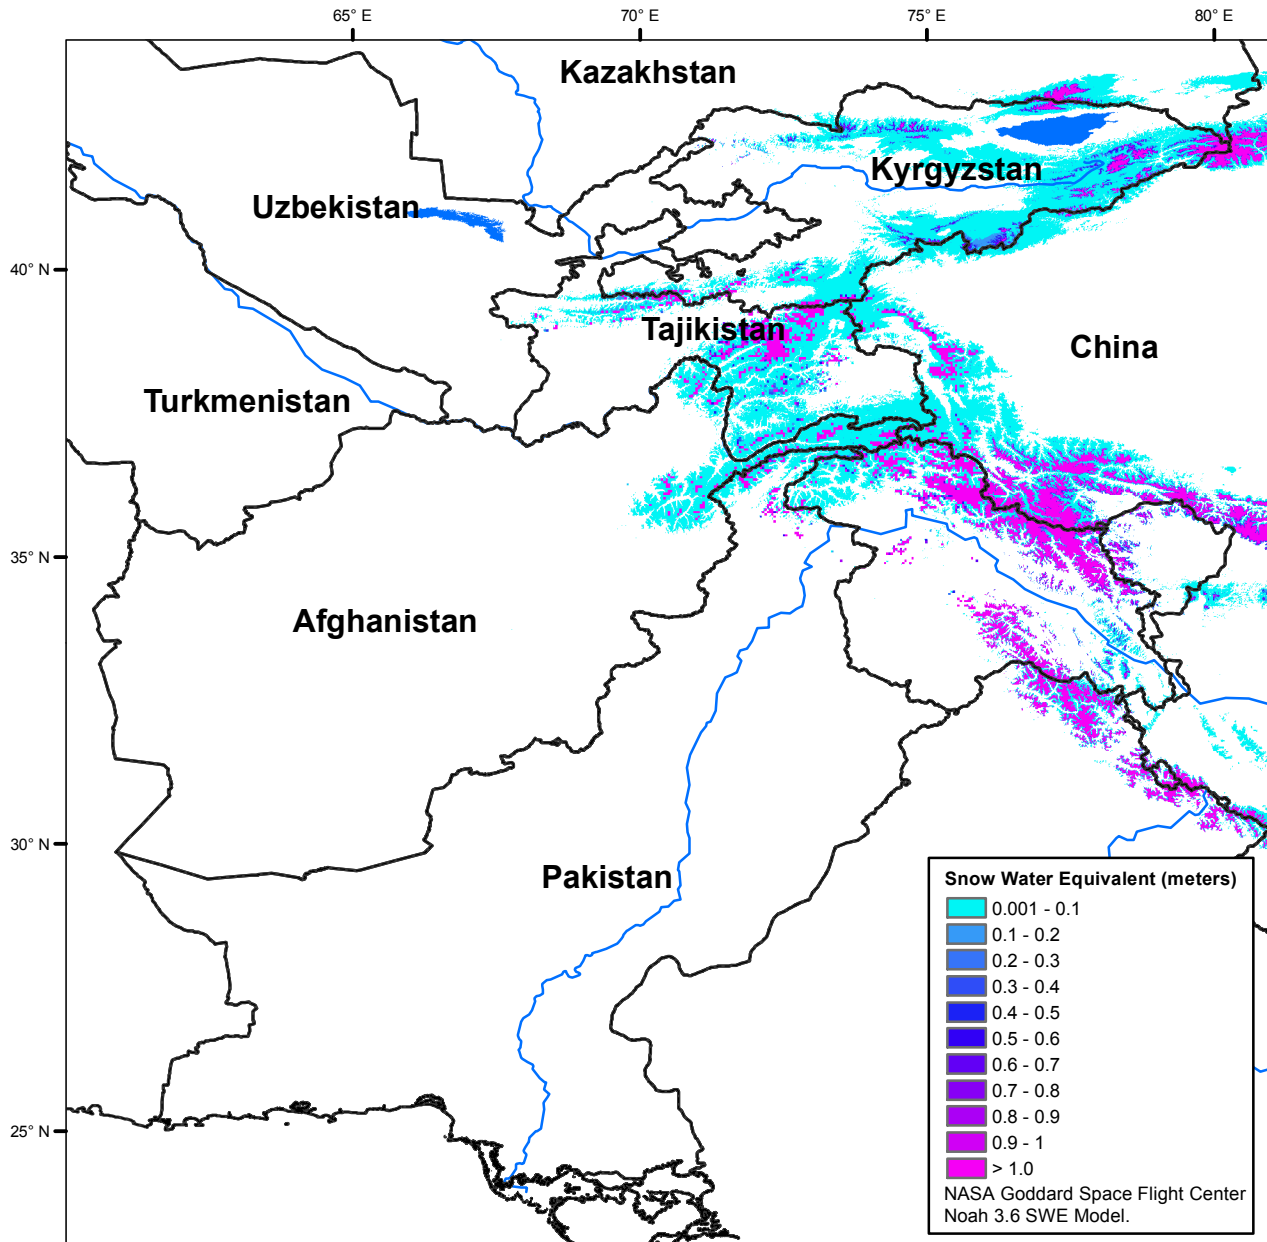 65° E
70° E
75° E
80° E
Kazakhstan
Kyrgyzstan
Uzbekistan
40° N
Tajikistan
China
Turkmenistan
35° N
Afghanistan
30° N
Pakistan
25° N
Snow Water Equivalent (meters)
0.001 - 0.1
0.1 - 0.2
0.2 - 0.3
0.3 - 0.4
0.4 - 0.5
0.5 - 0.6
0.6 - 0.7
0.7 - 0.8
0.8 - 0.9
0.9 - 1
> 1.0
NASA Goddard Space Flight Center
Noah 3.6 SWE Model.